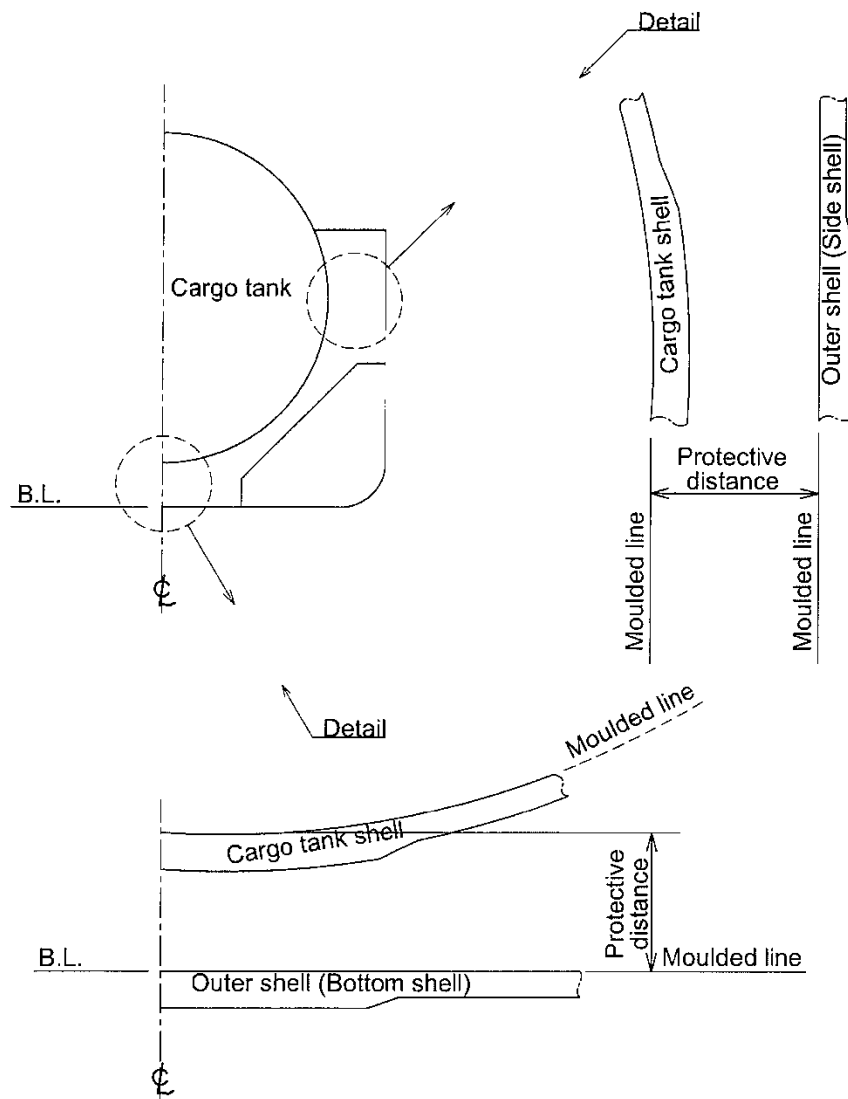 Detail
Cargo tank
B.L.
℄
Cargo tank shell
Outer shell (Side shell)
Protective
distance
Moulded line
Moulded line
Detail
Moulded line
Cargo tank shell
Protective
distance
B.L.
Moulded line
Outer shell (Bottom shell)
℄